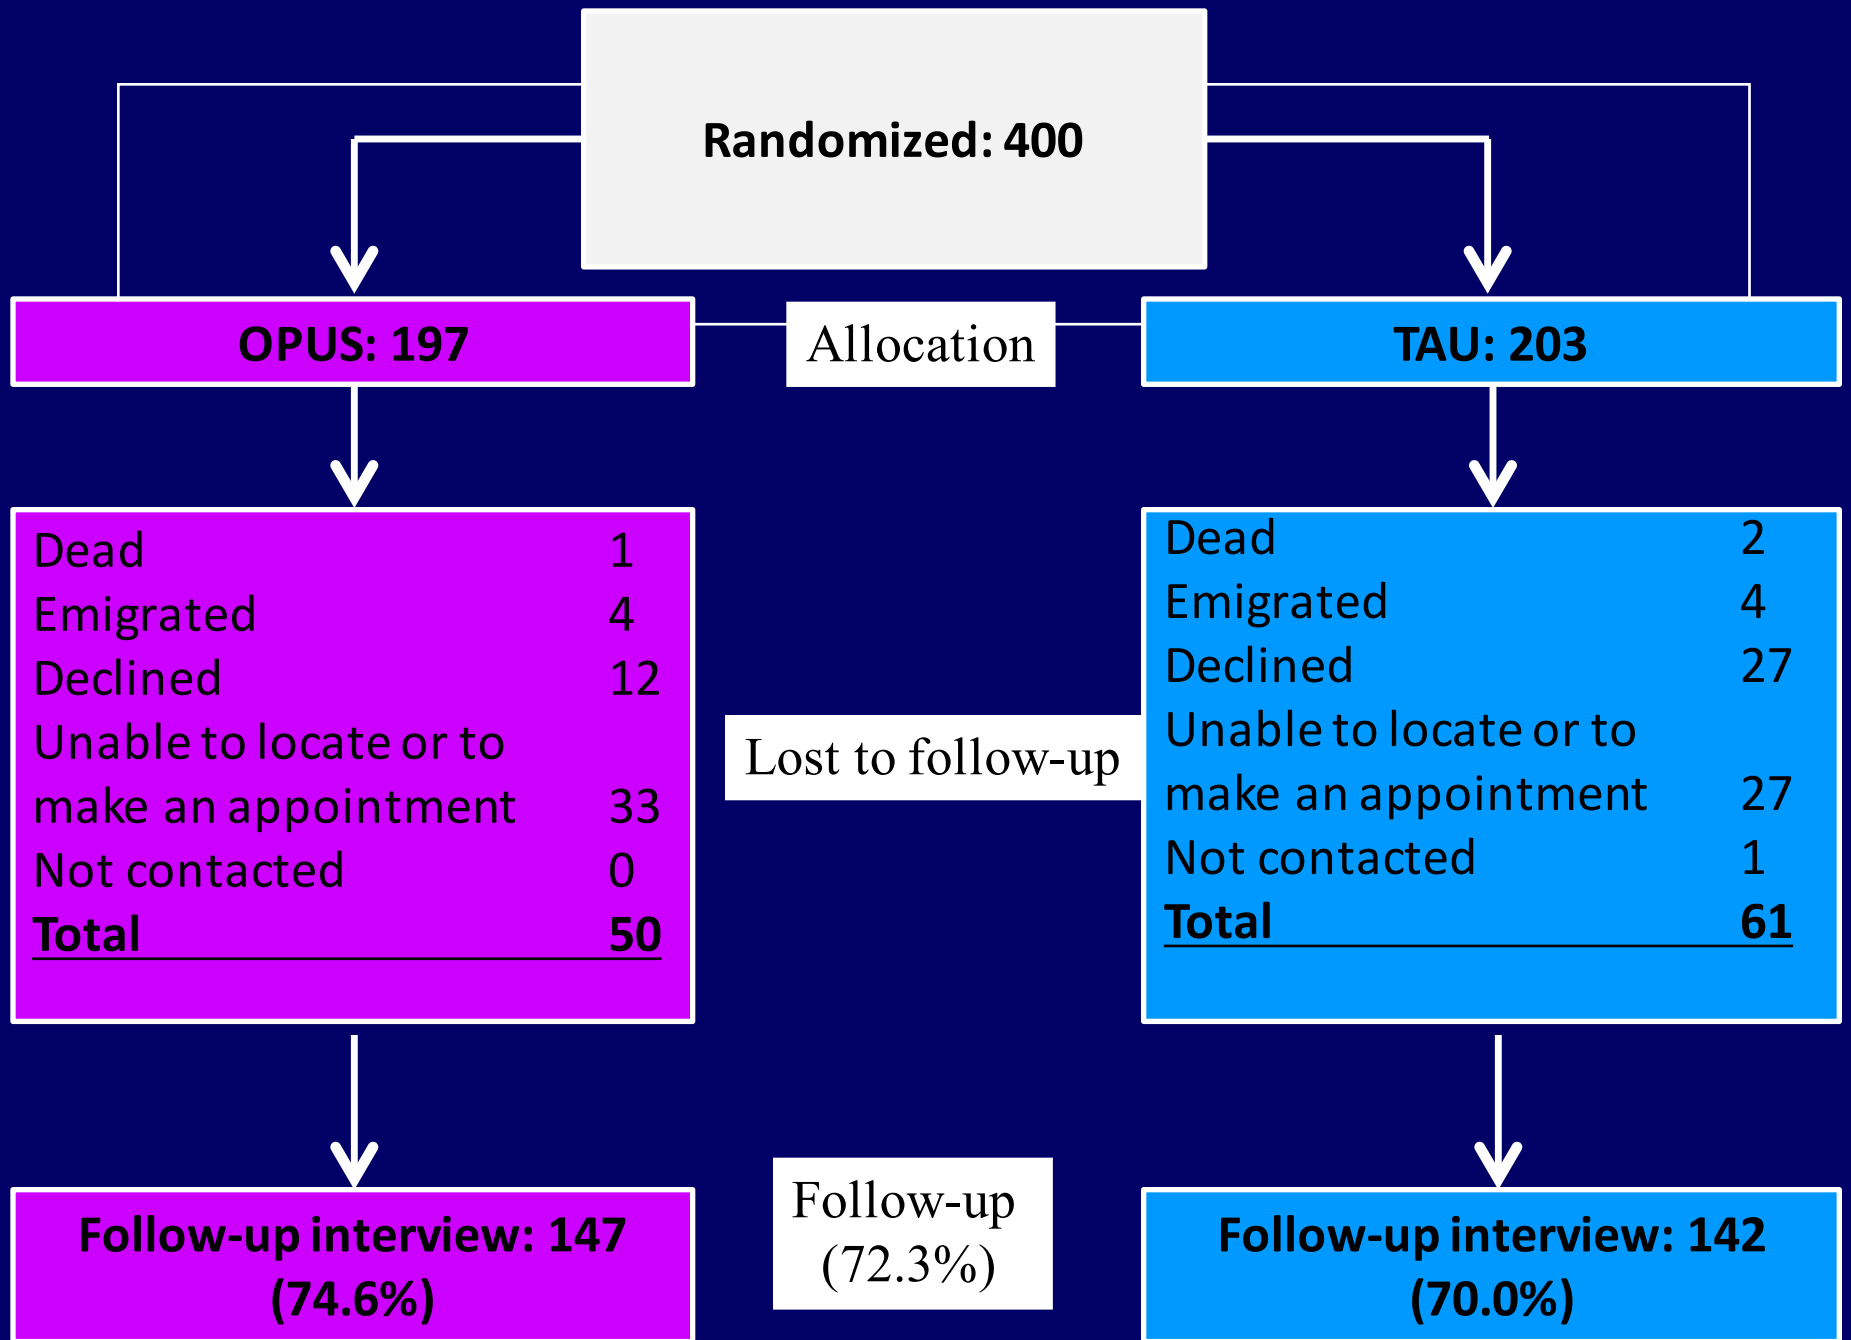 Randomized: 400
OPUS: 197
Allocation
TAU: 203
Dead 1
Emigrated 4
Declined 12
Unable to locate or to
make an appointment 33
Not contacted 0
Total 50
Lost to follow-up
Dead 2
Emigrated 4
Declined 27
Unable to locate or to
make an appointment 27
Not contacted 1
Total 61
Follow-up interview: 147
(74.6%)
Follow-up
(72.3%)
Follow-up interview: 142
(70.0%)